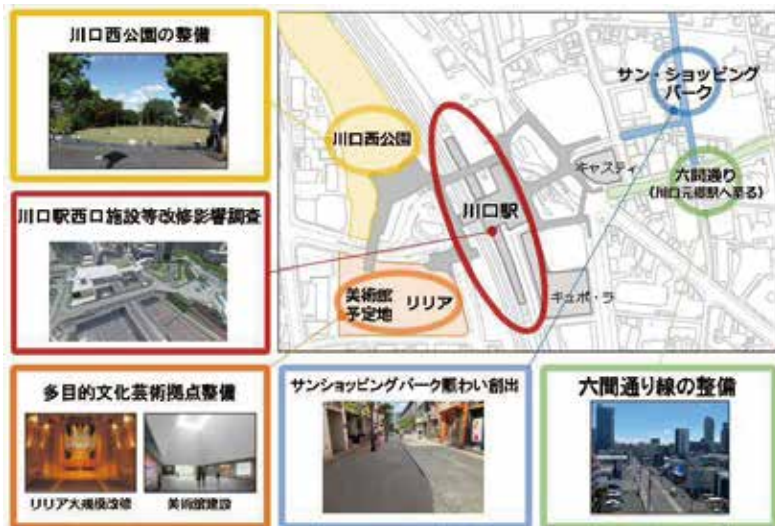 川口西公園の整備
川口駅西口施設等改修影響調査
多目的文化芸術拠点整備
リリア大規模改修
美術館建設
サン・ショッピング
パーク
川口西公園
キャスティ
六間通り
(川口元郷駅へ至る)
川口駅
美術館
予定地
リリア
キュポ・ラ
サンショッピングパーク賑わい創出
六間通り線の整備